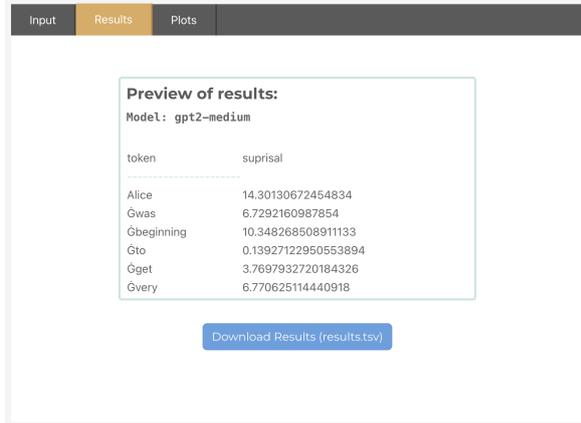 Input Results Plots
Preview of results:
Model: gpt2-medium
token suprisal
----------------------
Alice 14.30130672454834
Ġwas 6.7292160987854
Ġbeginning 10.348268508911133
Ġto 0.13927122950553894
Ġget 3.7697932720184326
Ġvery 6.770625114440918
Download Results (results.tsv)